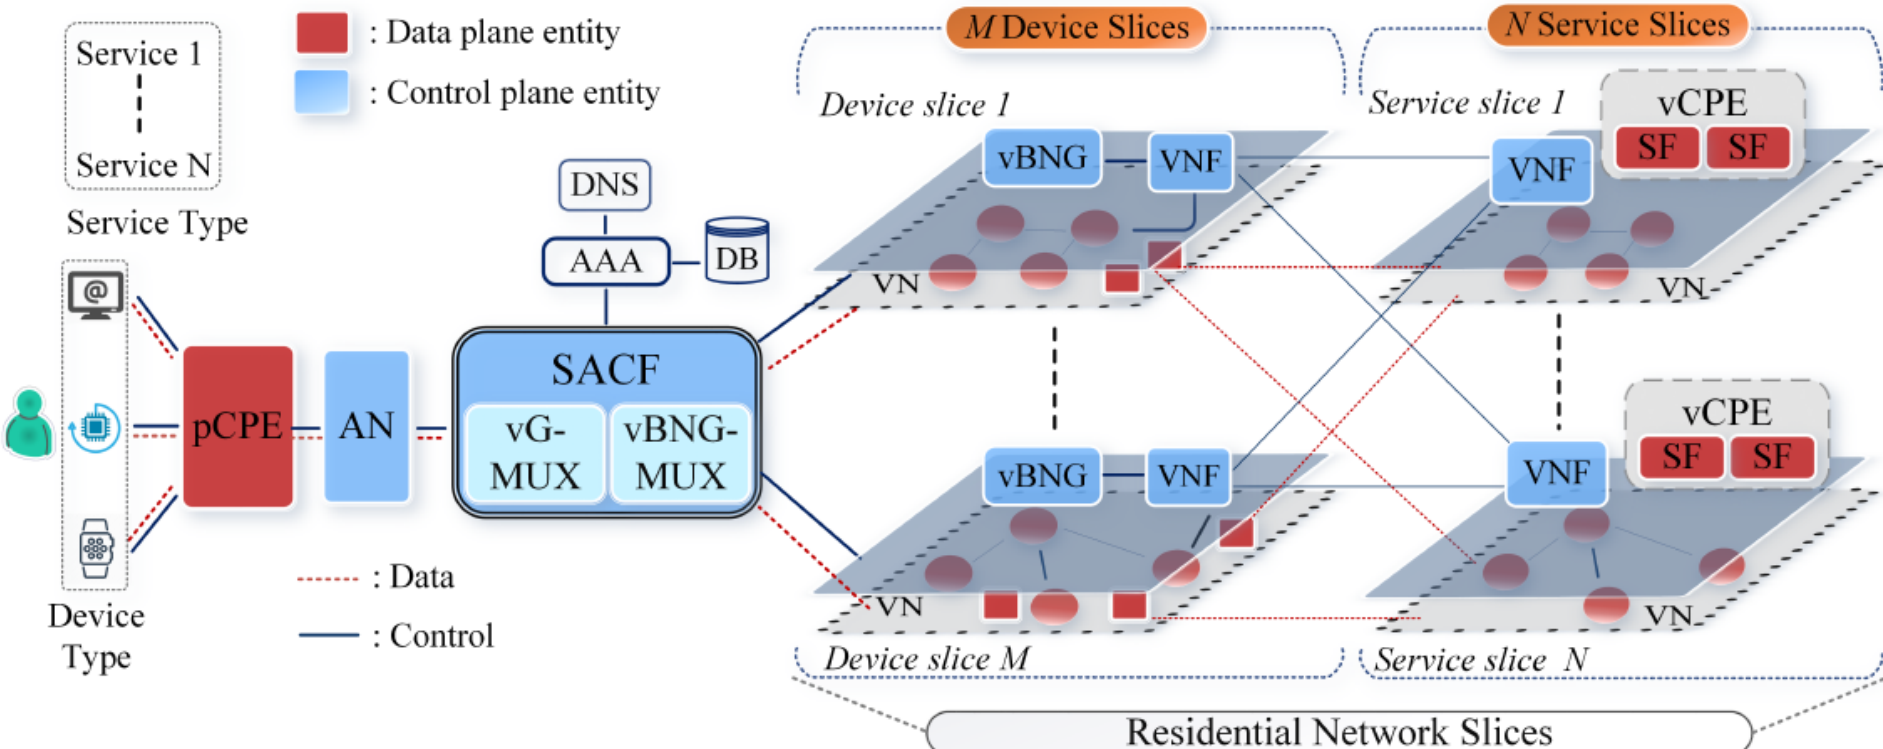 Service 1
Service N
Service Type
: Data plane entity
: Control plane entity
M Device Slices
N Service Slices
Device slice 1
Service slice 1
vCPE
SF SF
vBNG
VNF
VNF
VN
VN
DNS
AAA
DB
@
pCPE
AN
SACF
vG-
MUX
vBNG-
MUX
Device
Type
: Data
: Control
vCPE
SF SF
vBNG
VNF
VNF
VN
VN
Device slice M
Service slice N
Residential Network Slices